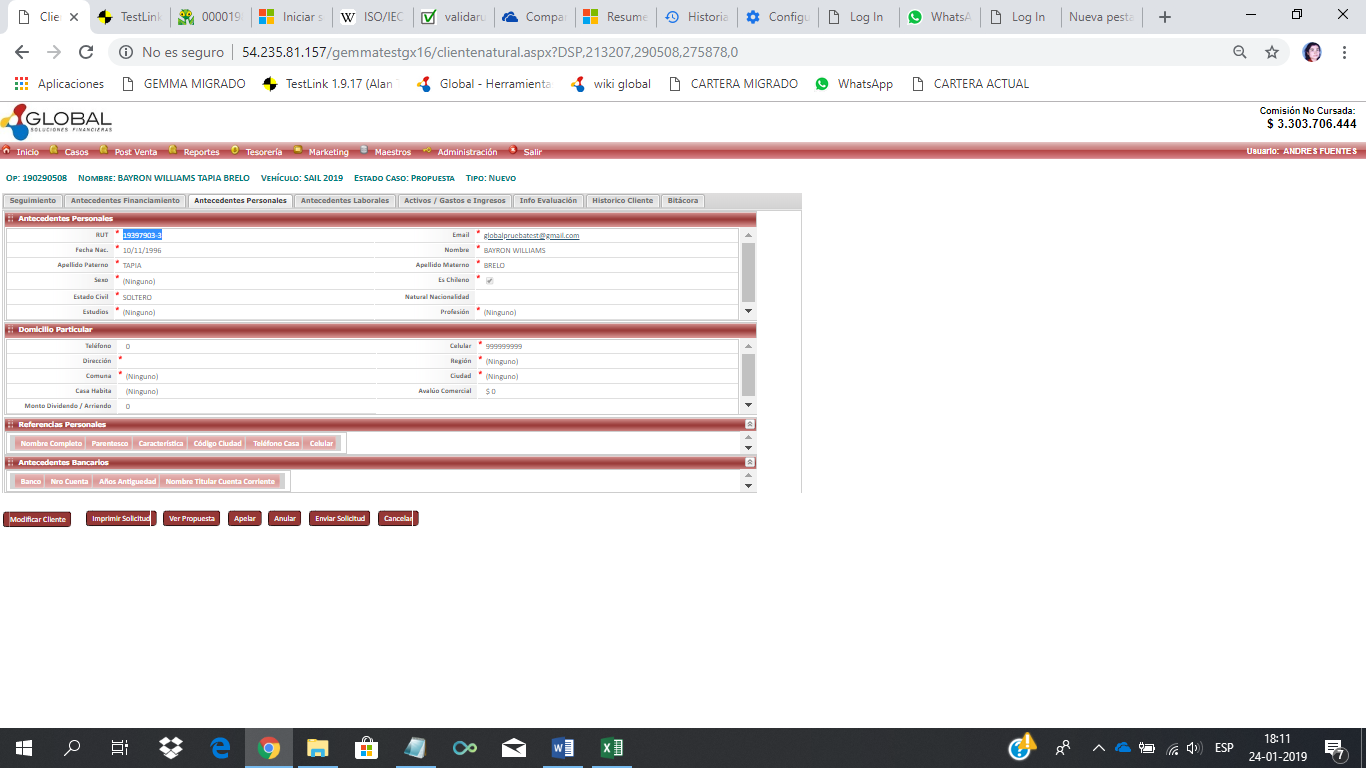 Clie TestLink 0000190 Iniciar s ISO/IEC validaru Compar Resume Historia Configu Log In WhatsA Log In Nueva pesta
No es seguro 54.235.81.157/gemmatestgx16/clientenatural.aspx?DSP,213207,290508,275878,0
Aplicaciones GEMMA MIGRADO TestLink 1.9.17 (Alan Global - Herramienta wiki global CARTERA MIGRADO WhatsApp CARTERA ACTUAL
GLOBAL
SOLUCIONES FINANCIERAS
Comisión No Cursada:
$ 3.303.706.444
Inicio Casos Post Venta Reportes Tesorería Marketing Maestros Administración Salir Usuario: ANDRES FUENTES
OP: 190290508 NOMBRE: BAYRON WILLIAMS TAPIA BRELO VEHÍCULO: SAIL 2019 ESTADO CASO: PROPUESTA TIPO: NUEVO
Seguimiento Antecedentes Financiamiento Antecedentes Personales Antecedentes Laborales Activos / Gastos e Ingresos Info Evaluación Historico Cliente Bitácora
Antecedentes Personales
RUT * 19397903-3 Email * globalpruebatest@gmail.com
Fecha Nac. * 10/11/1996 Nombre * BAYRON WILLIAMS
Apellido Paterno * TAPIA Apellido Materno * BRELO
Sexo * (Ninguno) Es Chileno *
Estado Civil * SOLTERO Natural Nacionalidad
Estudios * (Ninguno) Profesión * (Ninguno)
Domicilio Particular
Teléfono 0 Celular * 999999999
Dirección * Región * (Ninguno)
Comuna * (Ninguno) Ciudad * (Ninguno)
Casa Habita (Ninguno) Avalúo Comercial $ 0
Monto Dividendo / Arriendo 0
Referencias Personales
Nombre Completo Parentesco Característica Código Ciudad Teléfono Casa Celular
Antecedentes Bancarios
Banco Nro Cuenta Años Antiguedad Nombre Titular Cuenta Corriente
Modificar Cliente Imprimir Solicitud Ver Propuesta Apelar Anular Enviar Solicitud Cancelar
ESP 18:11
24-01-2019 7